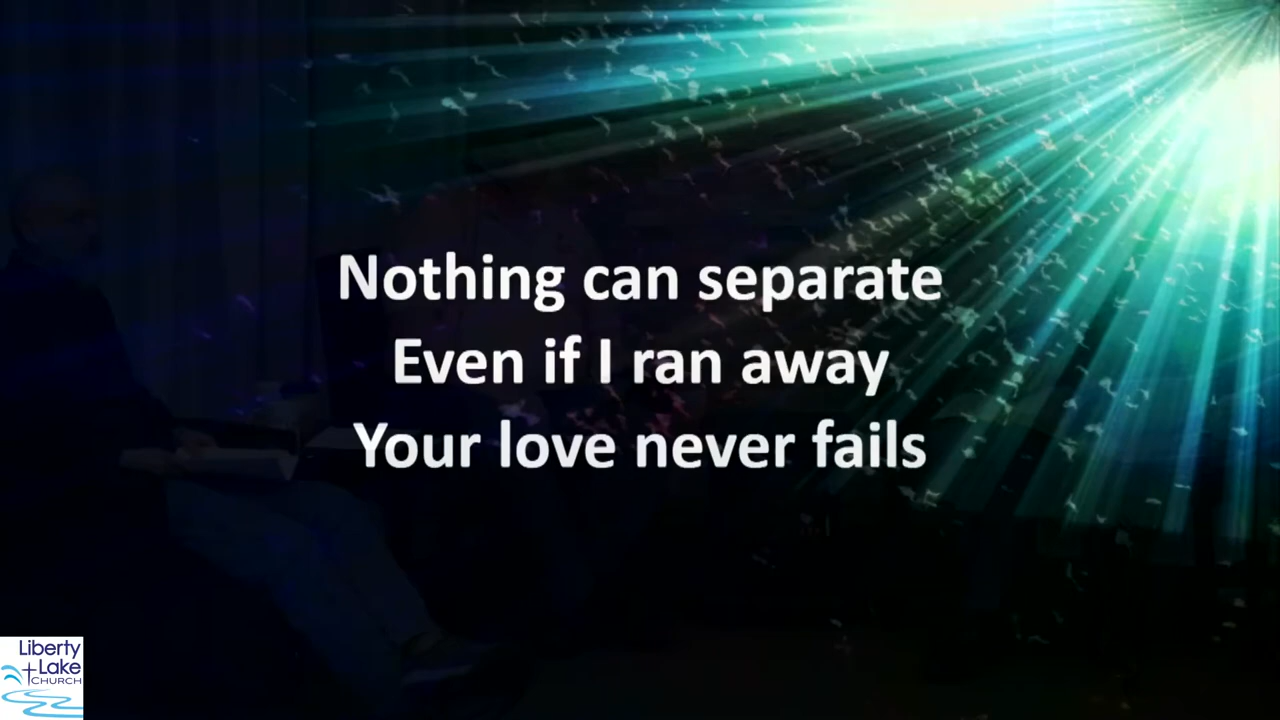 Nothing can separate
Even if I ran away
Your love never fails
Liberty
Lake
CHURCH